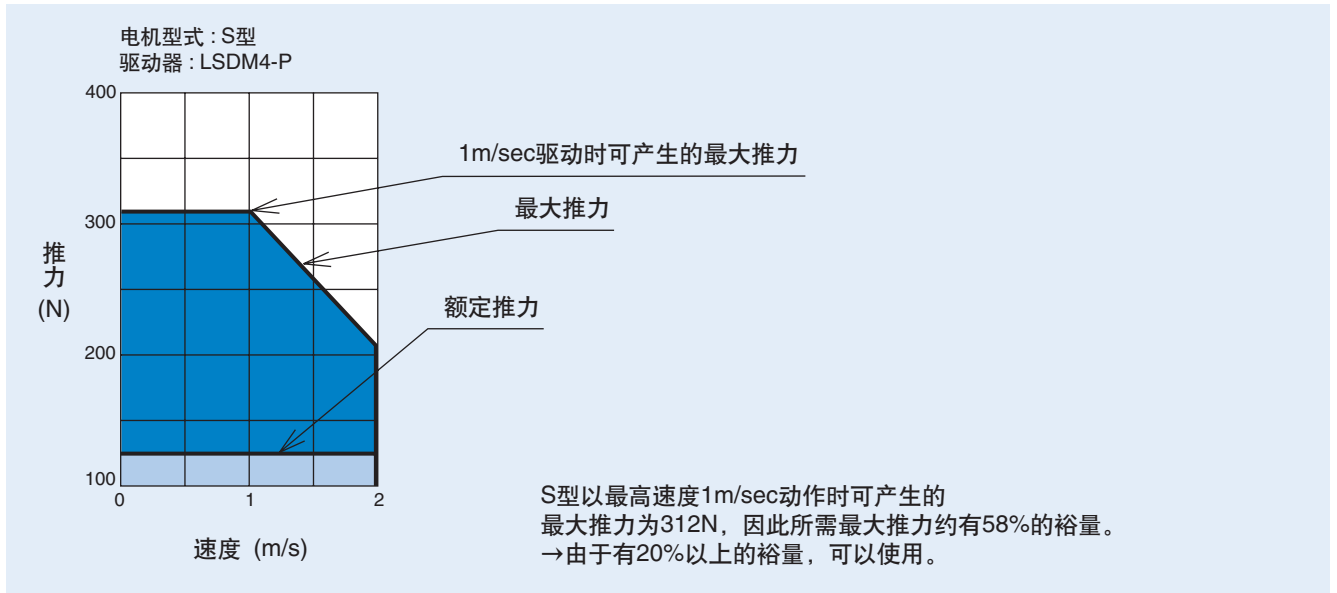 电机型式 : S型
驱动器 : LSDM4-P
400
300
200
100
0
1
2
推力
(N)
速度 (m/s)
1m/sec驱动时可产生的最大推力
最大推力
额定推力
S型以最高速度1m/sec动作时可产生的
最大推力为312N，因此所需最大推力约有58%的裕量。
→由于有20%以上的裕量，可以使用。